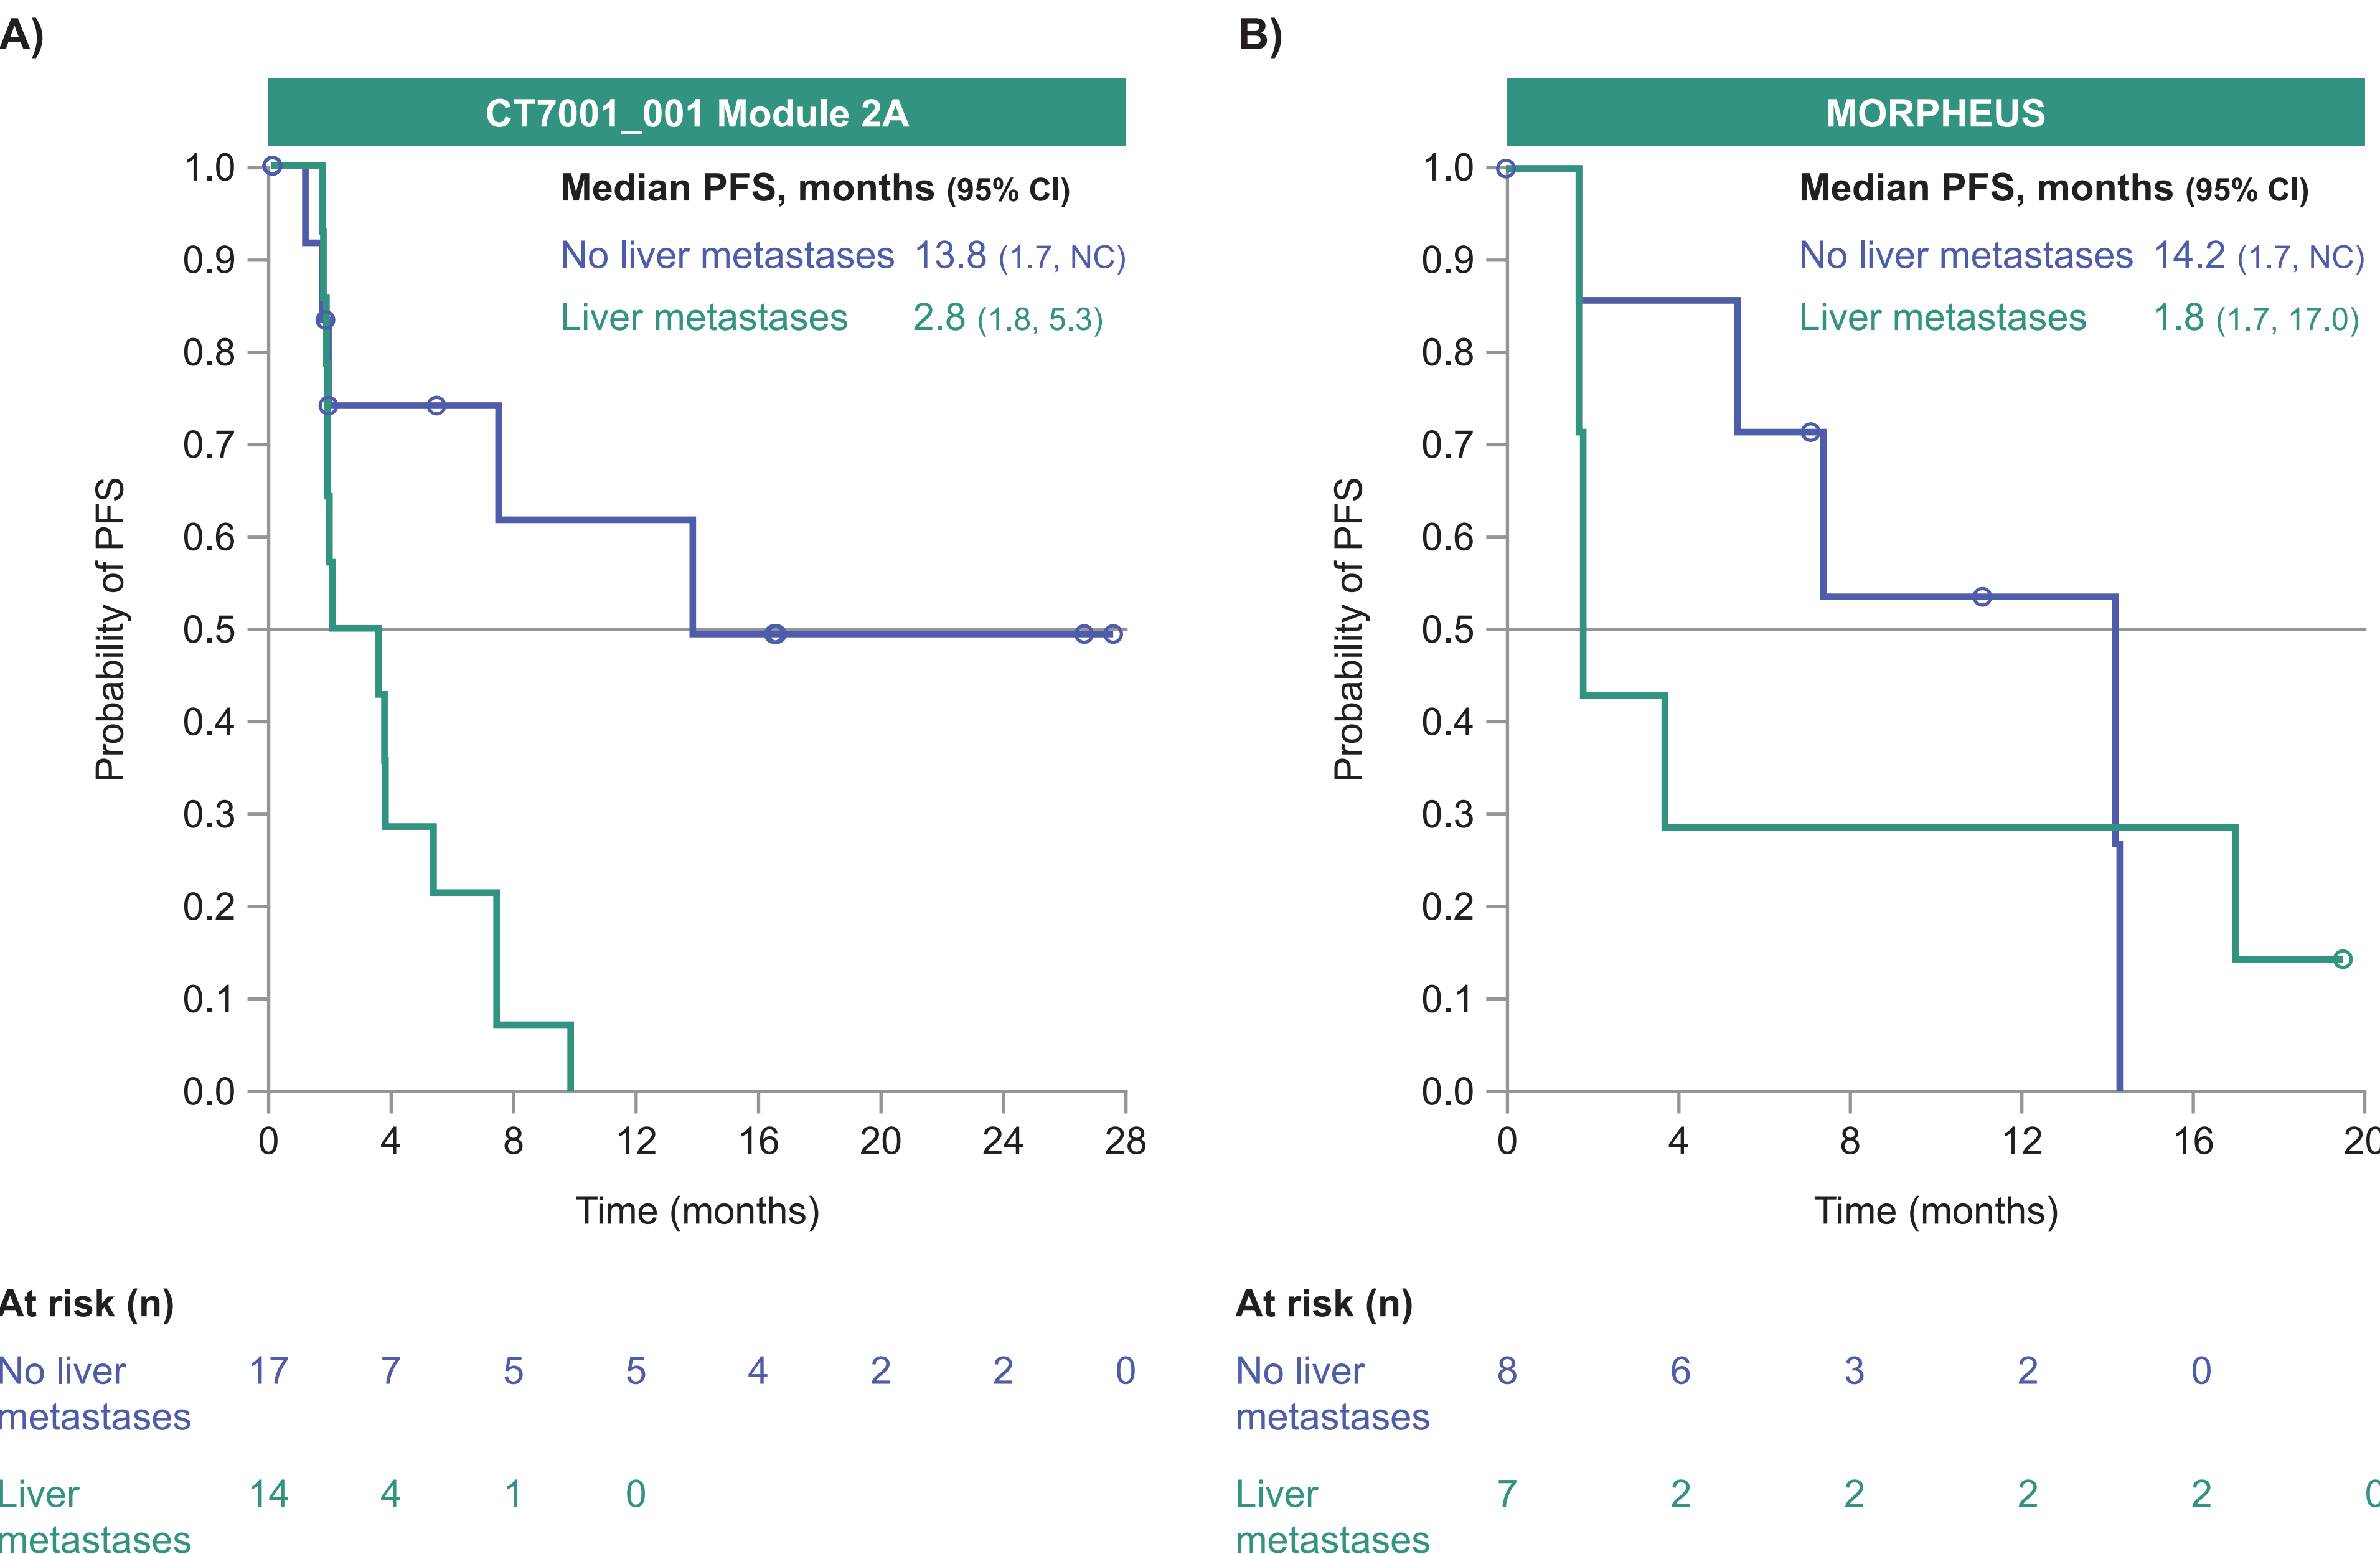 A)
CT7001_001 Module 2A
Median PFS, months (95% CI)
No liver metastases 13.8 (1.7, NC)
Liver metastases 2.8 (1.8, 5.3)
Probability of PFS
1.0
0.9
0.8
0.7
0.6
0.5
0.4
0.3
0.2
0.1
0.0
0 4 8 12 16 20 24 28
Time (months)
At risk (n)
No liver
metastases
17 7 5 5 4 2 2 0
Liver
metastases
14 4 1 0
B)
MORPHEUS
Median PFS, months (95% CI)
No liver metastases 14.2 (1.7, NC)
Liver metastases 1.8 (1.7, 17.0)
Probability of PFS
1.0
0.9
0.8
0.7
0.6
0.5
0.4
0.3
0.2
0.1
0.0
0 4 8 12 16 20
Time (months)
At risk (n)
No liver
metastases
8 6 3 2 0
Liver
metastases
7 2 2 2 2 0